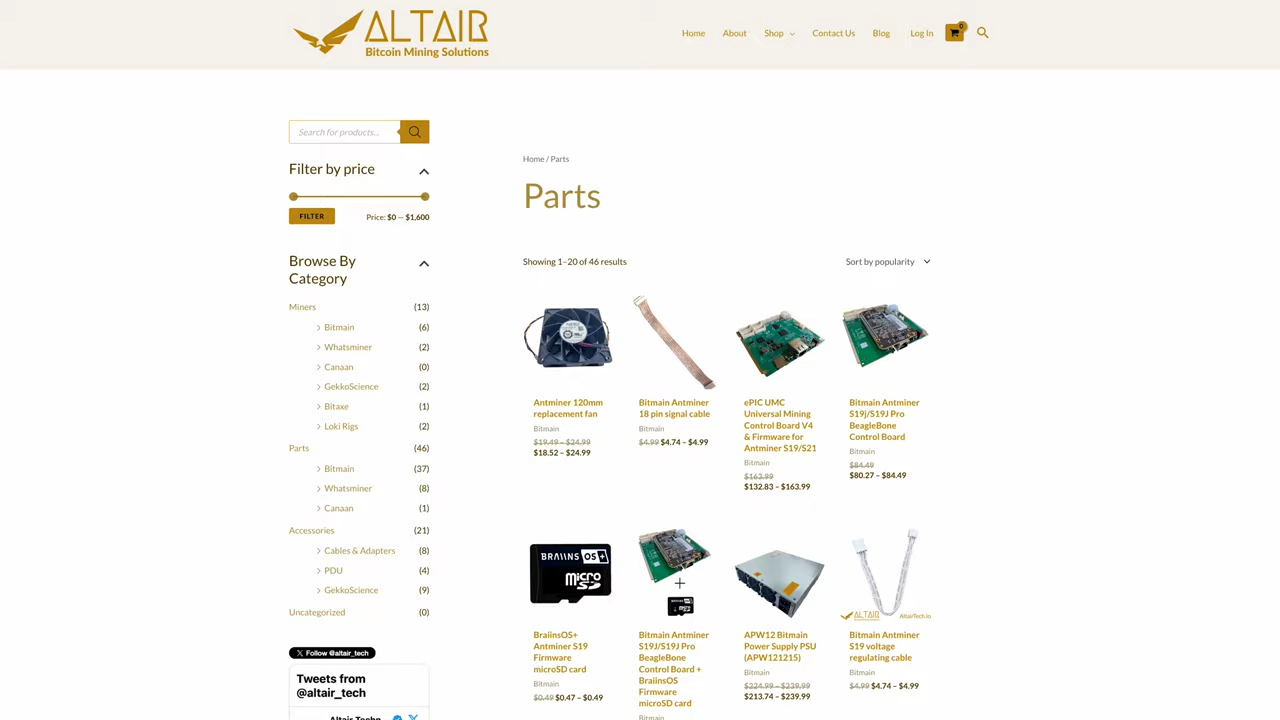 ALTAIR
Bitcoin Mining Solutions
Home
About
Shop
Contact Us
Blog
Log In
0
Search for products...
Filter by price
FILTER
Price: $0 — $1,600
Browse By
Category
Miners (13)
Bitmain (6)
Whatsminer (2)
Canaan (0)
GekkoScience (2)
Bitaxe (1)
Loki Rigs (2)
Parts (46)
Bitmain (37)
Whatsminer (8)
Canaan (1)
Accessories (21)
Cables & Adapters (8)
PDU (4)
GekkoScience (9)
Uncategorized (0)
X Follow @altair_tech
Tweets from
@altair_tech
Altair Techn
Home / Parts
Parts
Showing 1–20 of 46 results
Sort by popularity
Antminer 120mm
replacement fan
Bitmain
$19.49 – $24.99
$18.52 – $24.99
Bitmain Antminer
18 pin signal cable
Bitmain
$4.99 $4.74 – $4.99
ePIC UMC
Universal Mining
Control Board V4
& Firmware for
Antminer S19/S21
Bitmain
$163.99
$132.83 – $163.99
Bitmain Antminer
S19j/S19J Pro
BeagleBone
Control Board
Bitmain
$84.49
$80.27 – $84.49
BRAIINS OS+
micro
SD
BraiinsOS+
Antminer S19
Firmware
microSD card
Bitmain
$0.49 $0.47 – $0.49
+
Bitmain Antminer
S19J/S19J Pro
BeagleBone
Control Board +
BraiinsOS
Firmware
microSD card
Bitmain
APW12 Bitmain
Power Supply PSU
(APW121215)
Bitmain
$224.99 – $239.99
$213.74 – $239.99
ALTAIR
AltairTech.io
Bitmain Antminer
S19 voltage
regulating cable
Bitmain
$4.99 $4.74 – $4.99